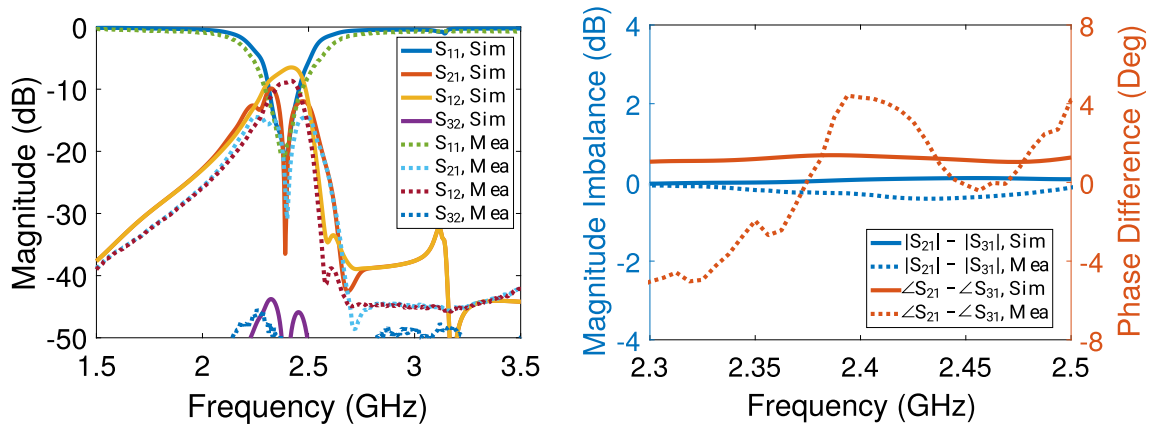 Magnitude (dB)
0
-10
-20
-30
-40
-50
1.5
2
2.5
3
3.5
Frequency (GHz)
S11, Sim
S21, Sim
S12, Sim
S32, Sim
S11, Mea
S21, Mea
S12, Mea
S32, Mea
Magnitude Imbalance (dB)
4
2
0
-2
-4
2.3
2.35
2.4
2.45
2.5
Frequency (GHz)
|S21| − |S31|, Sim
|S21| − |S31|, Mea
∠S21 − ∠S31, Sim
∠S21 − ∠S31, Mea
8
4
0
-4
-8
Phase Difference (Deg)